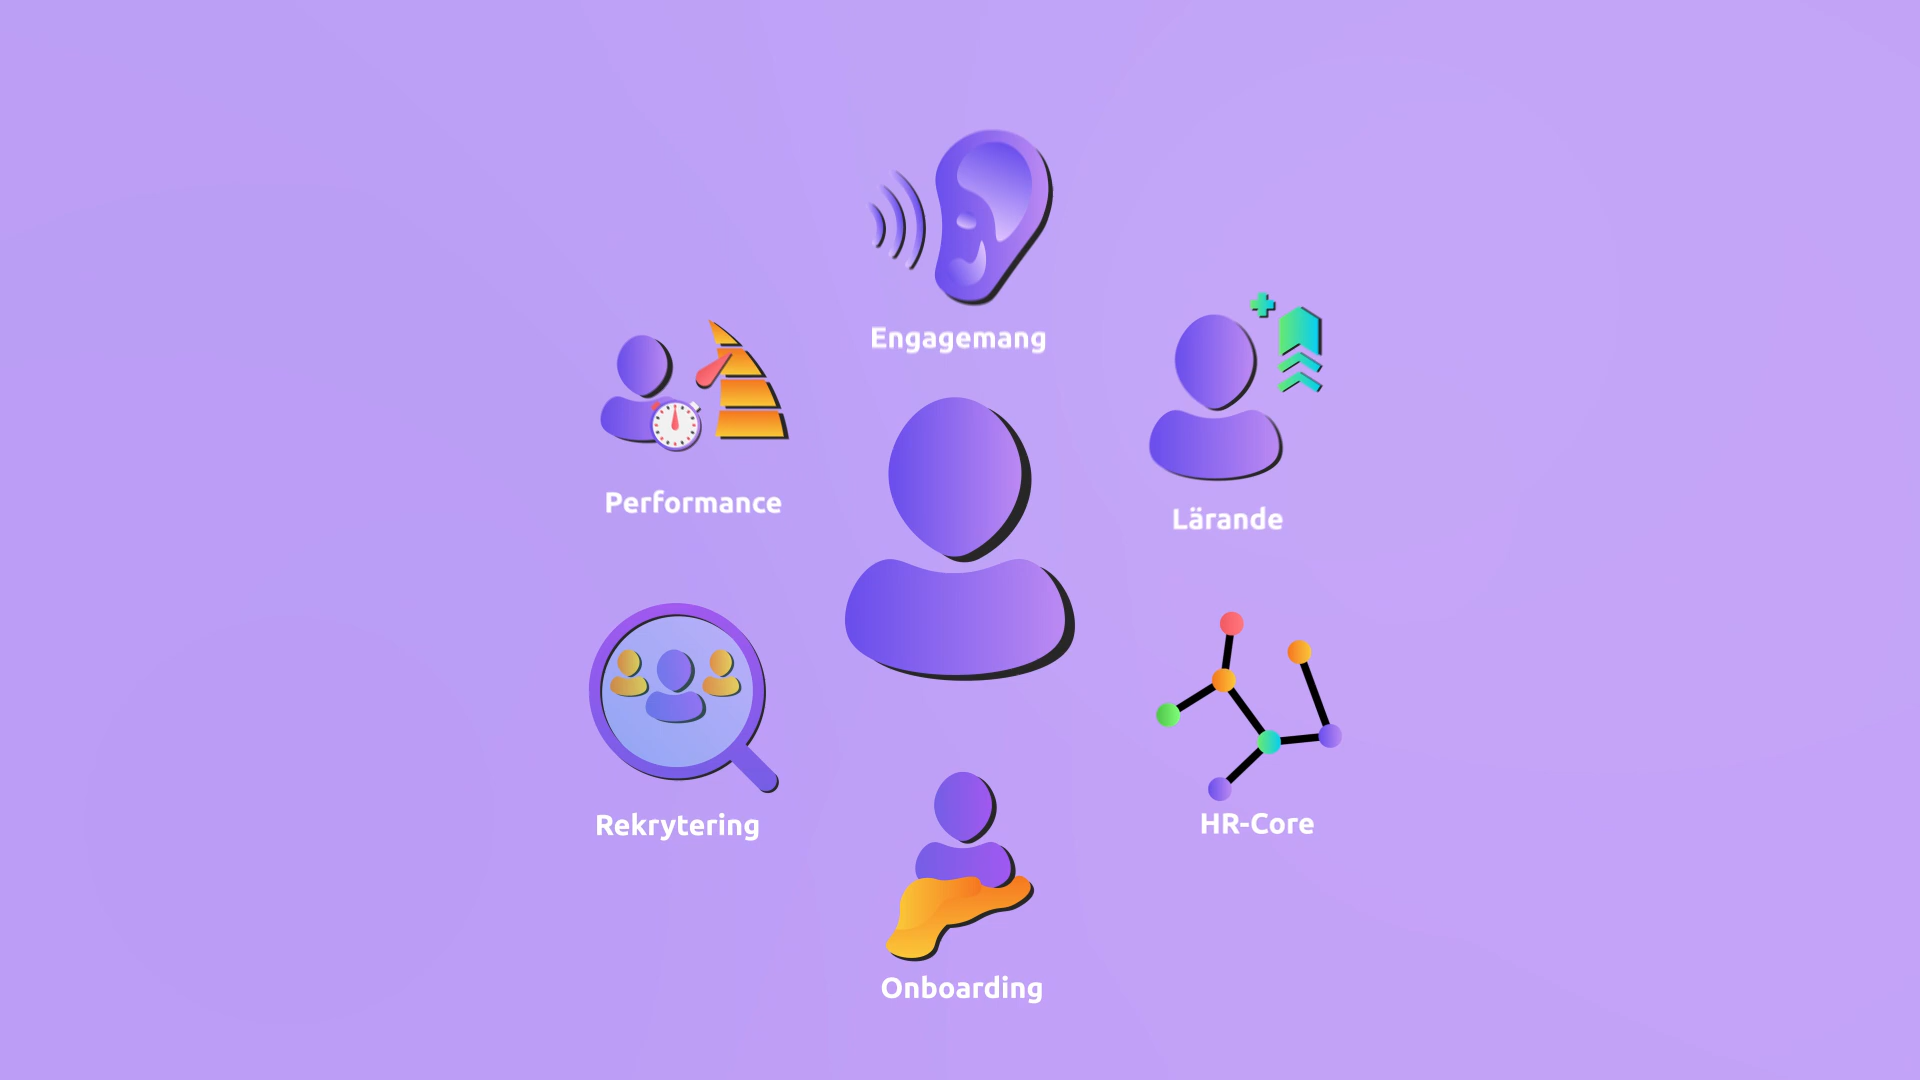 Engagemang
Performance
Lärande
Rekrytering
HR-Core
Onboarding